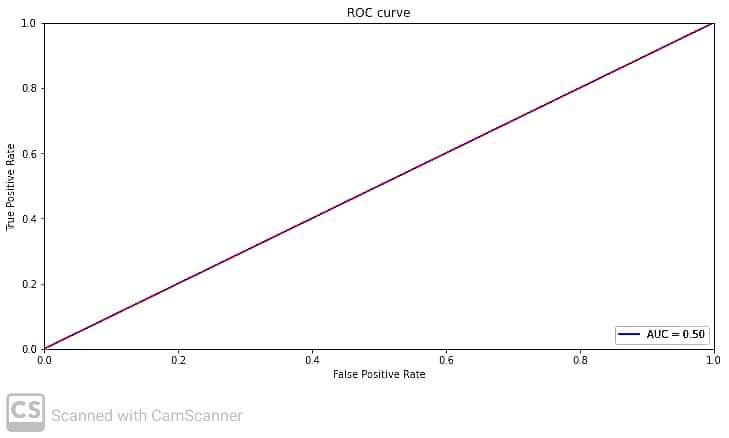 ROC curve
1.0
0.8
0.6
0.4
0.2
0.0
True Positive Rate
AUC = 0.50
0.0 0.2 0.4 0.6 0.8 1.0
False Positive Rate
CS Scanned with CamScanner